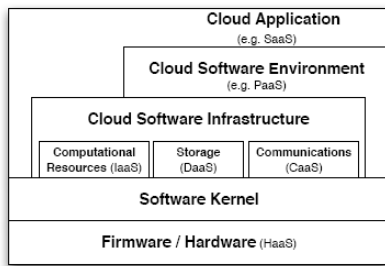 Cloud Application
(e.g. SaaS)
Cloud Software Environment
(e.g. PaaS)
Cloud Software Infrastructure
Computational
Resources (IaaS)
Storage
(DaaS)
Communications
(CaaS)
Software Kernel
Firmware / Hardware (HaaS)